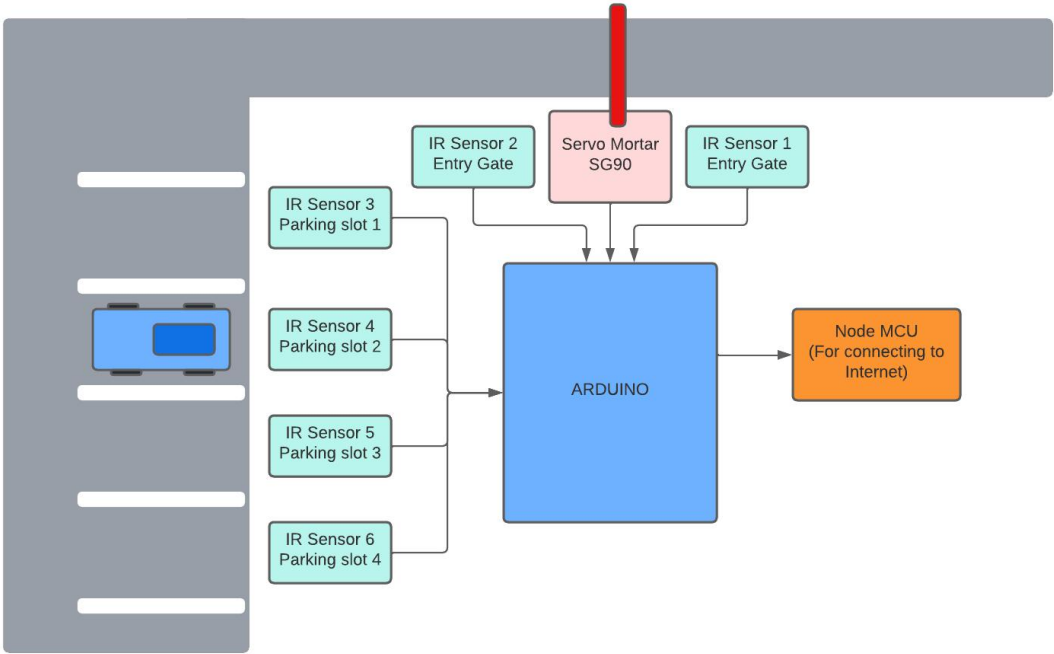 IR Sensor 2
Entry Gate
Servo Mortar
SG90
IR Sensor 1
Entry Gate
IR Sensor 3
Parking slot 1
IR Sensor 4
Parking slot 2
IR Sensor 5
Parking slot 3
IR Sensor 6
Parking slot 4
ARDUINO
Node MCU
(For connecting to
Internet)